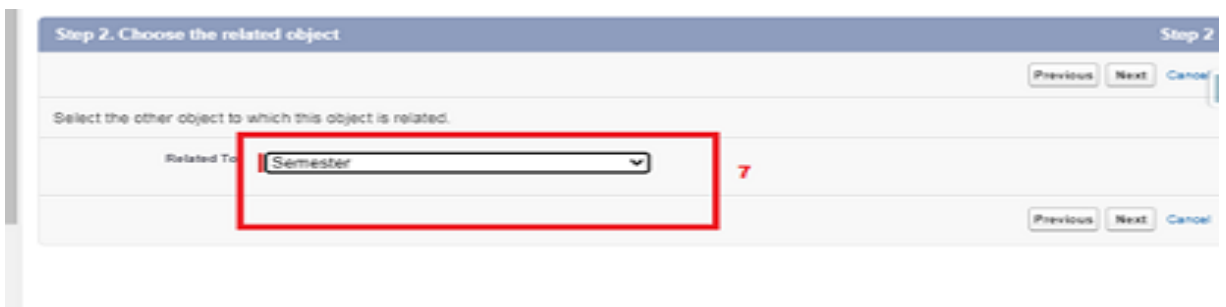 Step 2. Choose the related object Step 2
Previous Next Cancel
Select the other object to which this object is related.
Related To Semester
7
Previous Next Cancel